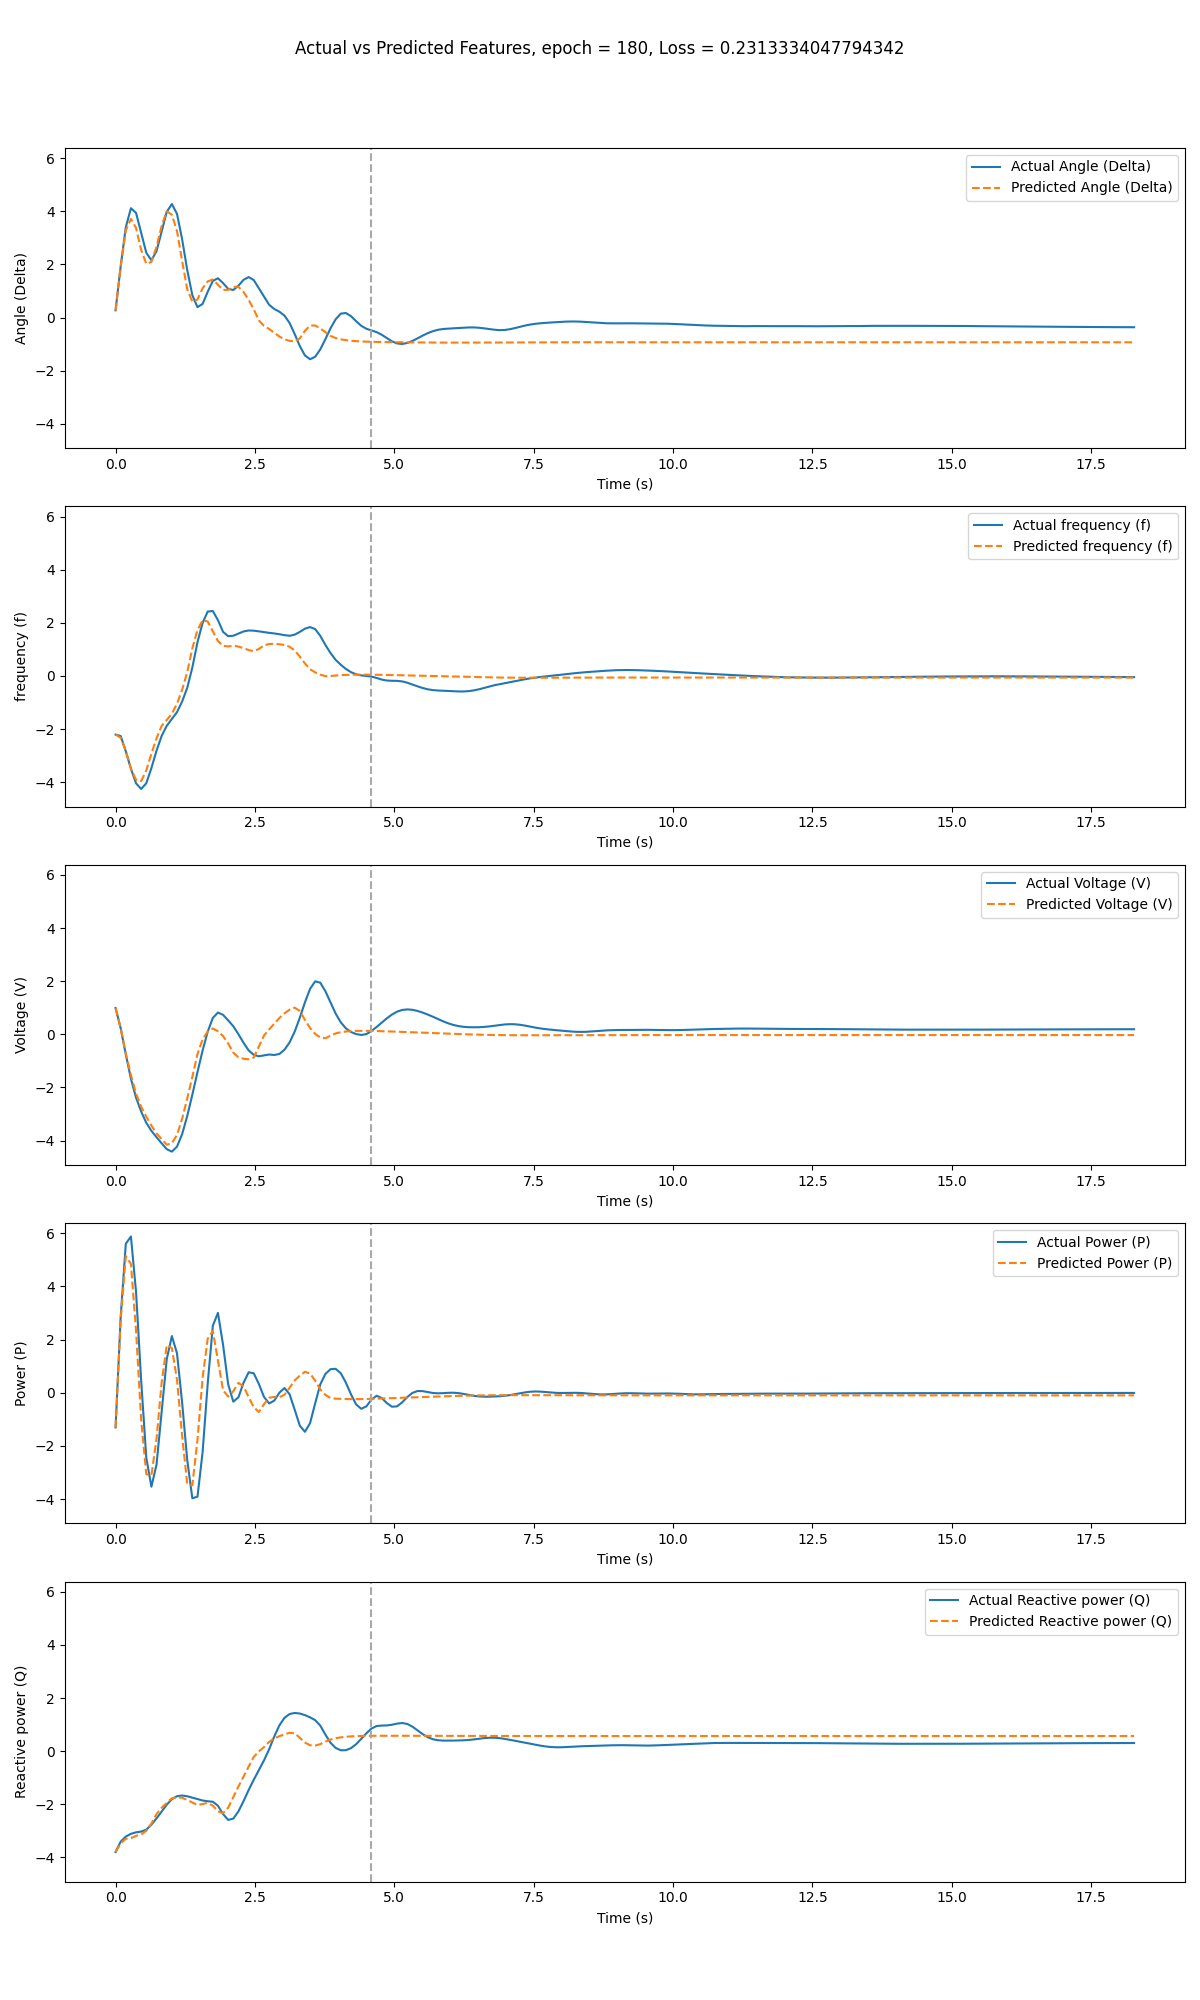 Actual vs Predicted Features, epoch = 180, Loss = 0.2313334047794342
Actual Angle (Delta)
Predicted Angle (Delta)
Angle (Delta)
6
4
2
0
−2
−4
0.0 2.5 5.0 7.5 10.0 12.5 15.0 17.5
Time (s)
Actual frequency (f)
Predicted frequency (f)
frequency (f)
6
4
2
0
−2
−4
0.0 2.5 5.0 7.5 10.0 12.5 15.0 17.5
Time (s)
Actual Voltage (V)
Predicted Voltage (V)
Voltage (V)
6
4
2
0
−2
−4
0.0 2.5 5.0 7.5 10.0 12.5 15.0 17.5
Time (s)
Actual Power (P)
Predicted Power (P)
Power (P)
6
4
2
0
−2
−4
0.0 2.5 5.0 7.5 10.0 12.5 15.0 17.5
Time (s)
Actual Reactive power (Q)
Predicted Reactive power (Q)
Reactive power (Q)
6
4
2
0
−2
−4
0.0 2.5 5.0 7.5 10.0 12.5 15.0 17.5
Time (s)